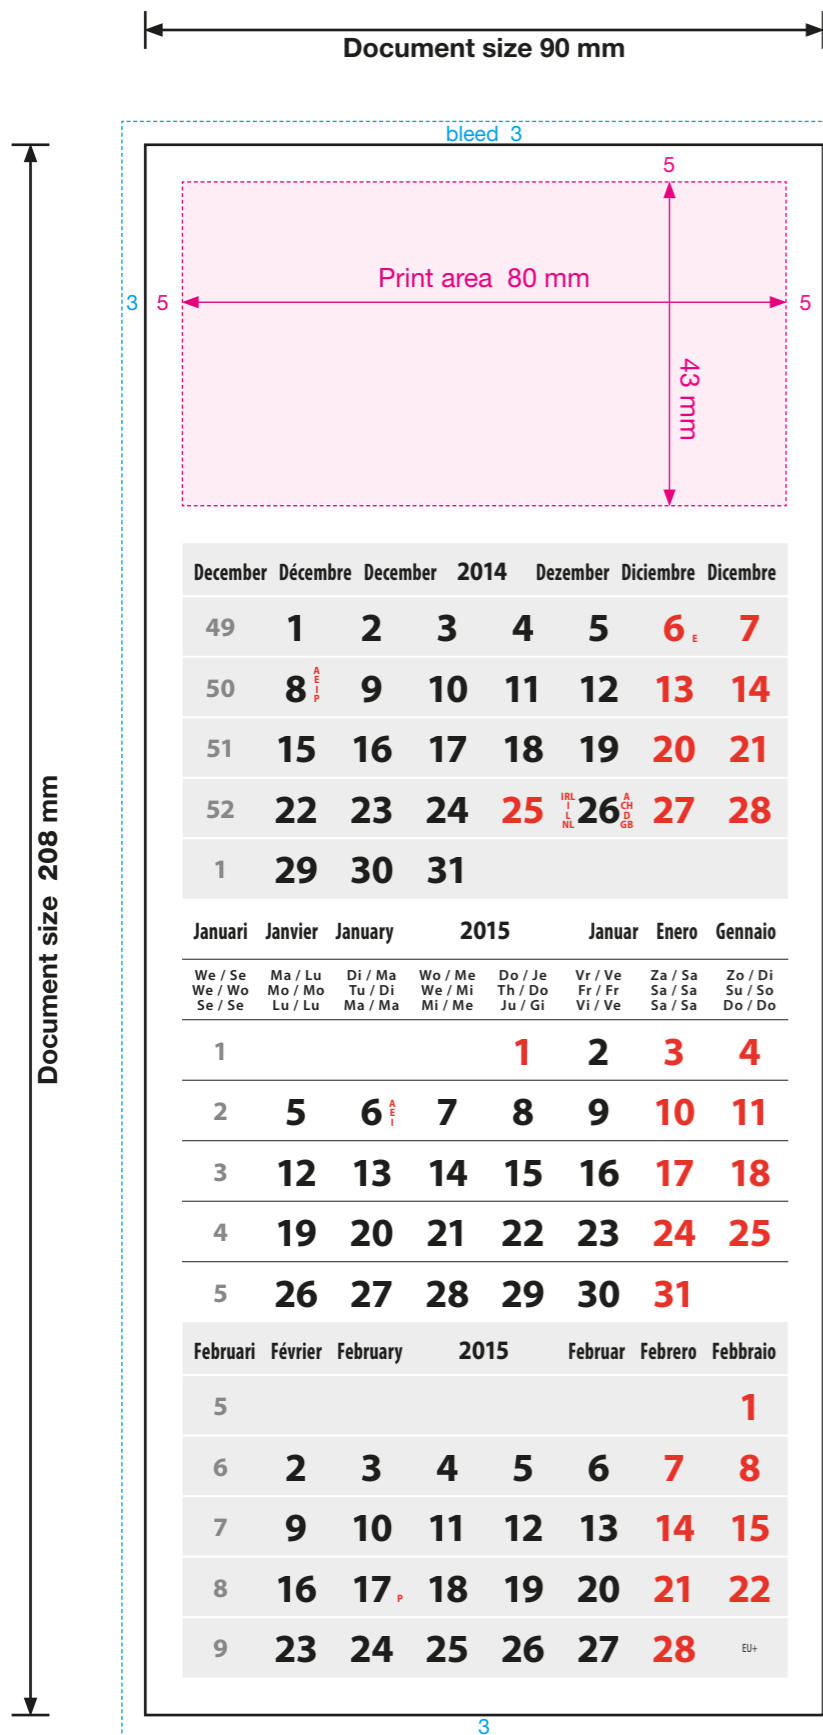 Document size 90 mm
bleed 3
5
Print area 80 mm
3 5 5
43 mm
Document size 208 mm
December Décembre December 2014 Dezember Diciembre Dicembre
49 1 2 3 4 5 6 E 7
50 8 A E I P 9 10 11 12 13 14
51 15 16 17 18 19 20 21
52 22 23 24 25 IRL I L NL 26 A CH D GB 27 28
1 29 30 31
Januari Janvier January 2015 Januar Enero Gennaio
We / Se Ma / Lu Di / Ma Wo / Me Do / Je Vr / Ve Za / Sa Zo / Di
We / Wo Mo / Mo Tu / Di We / Mi Th / Do Fr / Fr Sa / Sa Su / So
Se / Se Lu / Lu Ma / Ma Mi / Me Ju / Gi Vi / Ve Sa / Sa Do / Do
1 1 2 3 4
2 5 6 A E I 7 8 9 10 11
3 12 13 14 15 16 17 18
4 19 20 21 22 23 24 25
5 26 27 28 29 30 31
Februari Février February 2015 Februar Febrero Febbraio
5 1
6 2 3 4 5 6 7 8
7 9 10 11 12 13 14 15
8 16 17 P 18 19 20 21 22
9 23 24 25 26 27 28 EU+
3